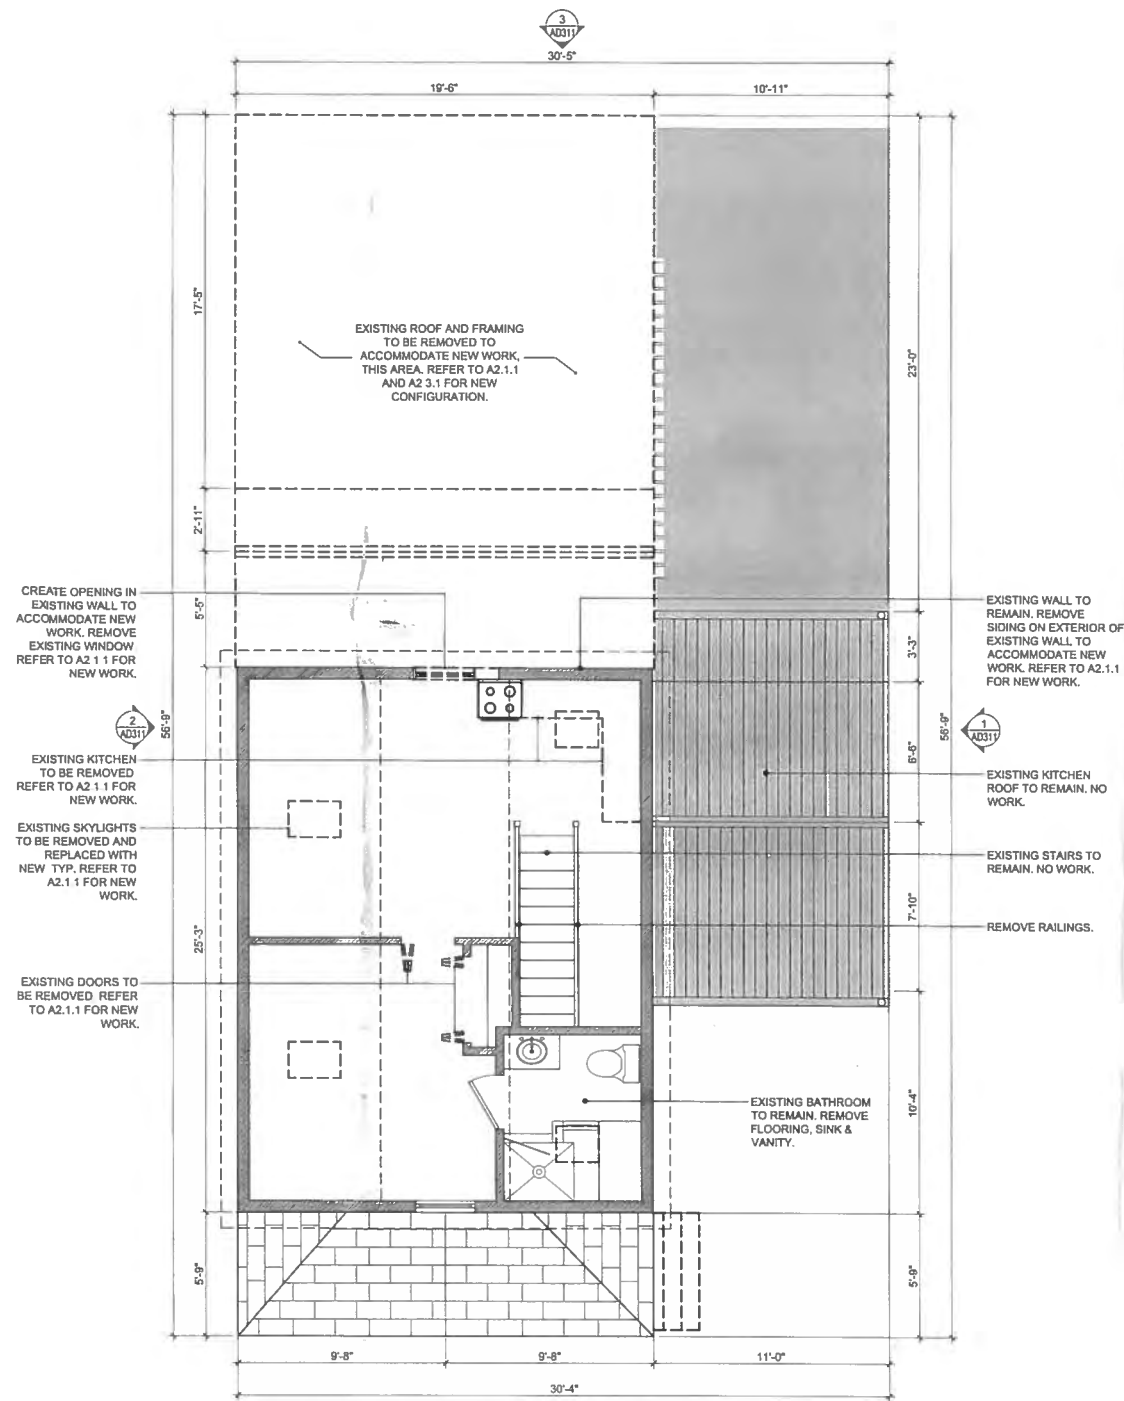 3
AD311
30'-5"
19'-6"
10'-11"
17'-5"
EXISTING ROOF AND FRAMING
TO BE REMOVED TO
ACCOMMODATE NEW WORK,
THIS AREA. REFER TO A2.1.1
AND A2 3.1 FOR NEW
CONFIGURATION.
23'-0"
2'-11"
5'-5"
CREATE OPENING IN
EXISTING WALL TO
ACCOMMODATE NEW
WORK. REMOVE
EXISTING WINDOW
REFER TO A2 1 1 FOR
NEW WORK.
EXISTING WALL TO
REMAIN. REMOVE
SIDING ON EXTERIOR OF
EXISTING WALL TO
ACCOMMODATE NEW
WORK. REFER TO A2.1.1
FOR NEW WORK.
3'-3"
2
AD311
56'-9"
6'-6"
56'-9"
1
AD311
EXISTING KITCHEN
TO BE REMOVED
REFER TO A2 1 1 FOR
NEW WORK.
EXISTING KITCHEN
ROOF TO REMAIN. NO
WORK.
EXISTING SKYLIGHTS
TO BE REMOVED AND
REPLACED WITH
NEW TYP. REFER TO
A2.1 1 FOR NEW
WORK.
EXISTING STAIRS TO
REMAIN. NO WORK.
7'-10"
REMOVE RAILINGS.
25'-3"
EXISTING DOORS TO
BE REMOVED REFER
TO A2.1.1 FOR NEW
WORK.
EXISTING BATHROOM
TO REMAIN. REMOVE
FLOORING, SINK &
VANITY.
10'-4"
5'-9"
5'-9"
9'-8"
9'-8"
11'-0"
30'-4"